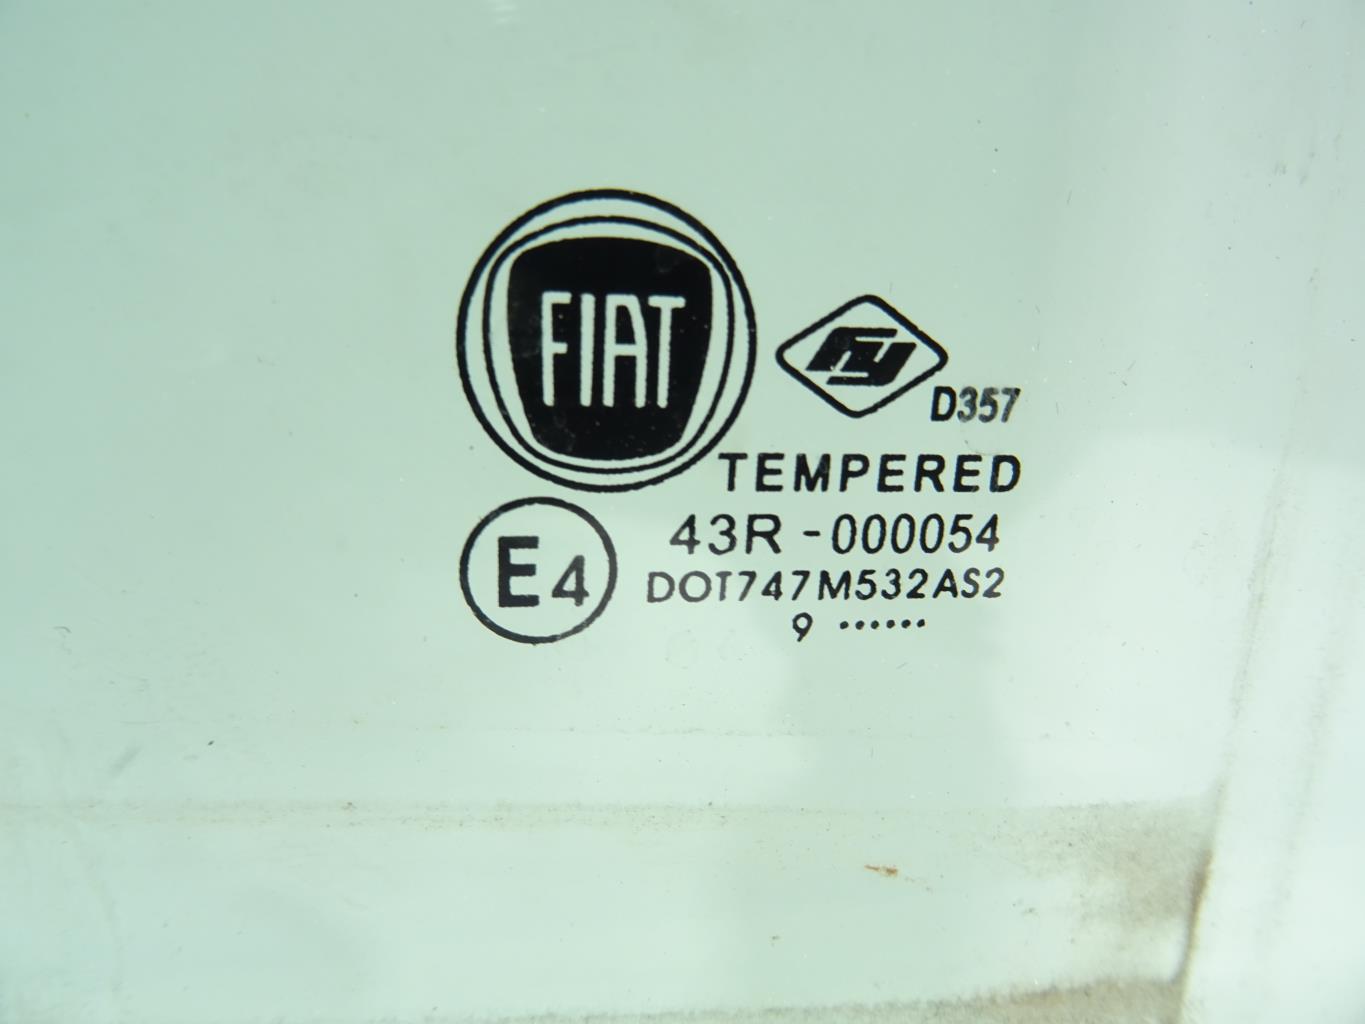 FIAT
D357
TEMPERED
43R -000054
E4
DOT747M532AS2
9 ......